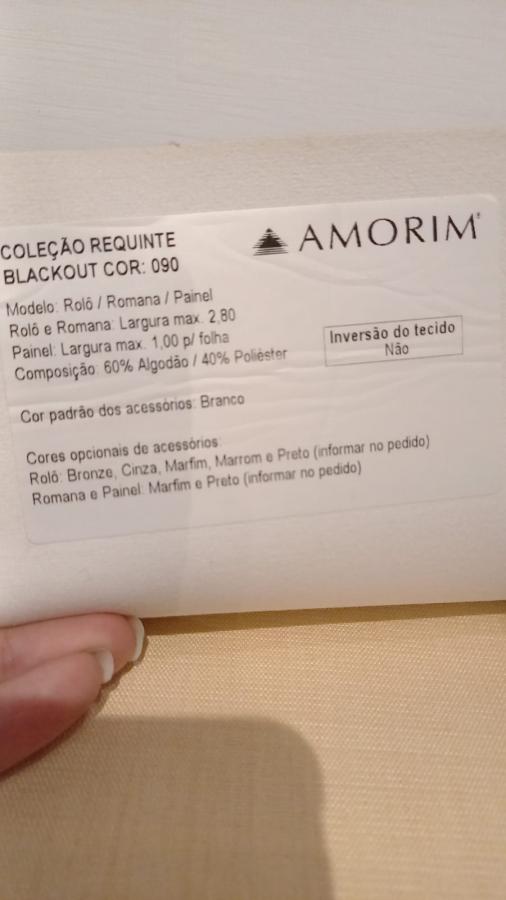 COLEÇÃO REQUINTE
BLACKOUT COR: 090
AMORIM
Modelo: Rolô / Romana / Painel
Rolô e Romana: Largura max. 2,80
Painel: Largura max. 1,00 p/ folha
Composição: 60% Algodão / 40% Poliéster
Inversão do tecido
Não
Cor padrão dos acessórios: Branco
Cores opcionais de acessórios:
Rolô: Bronze, Cinza, Marfim, Marrom e Preto (informar no pedido)
Romana e Painel: Marfim e Preto (informar no pedido)